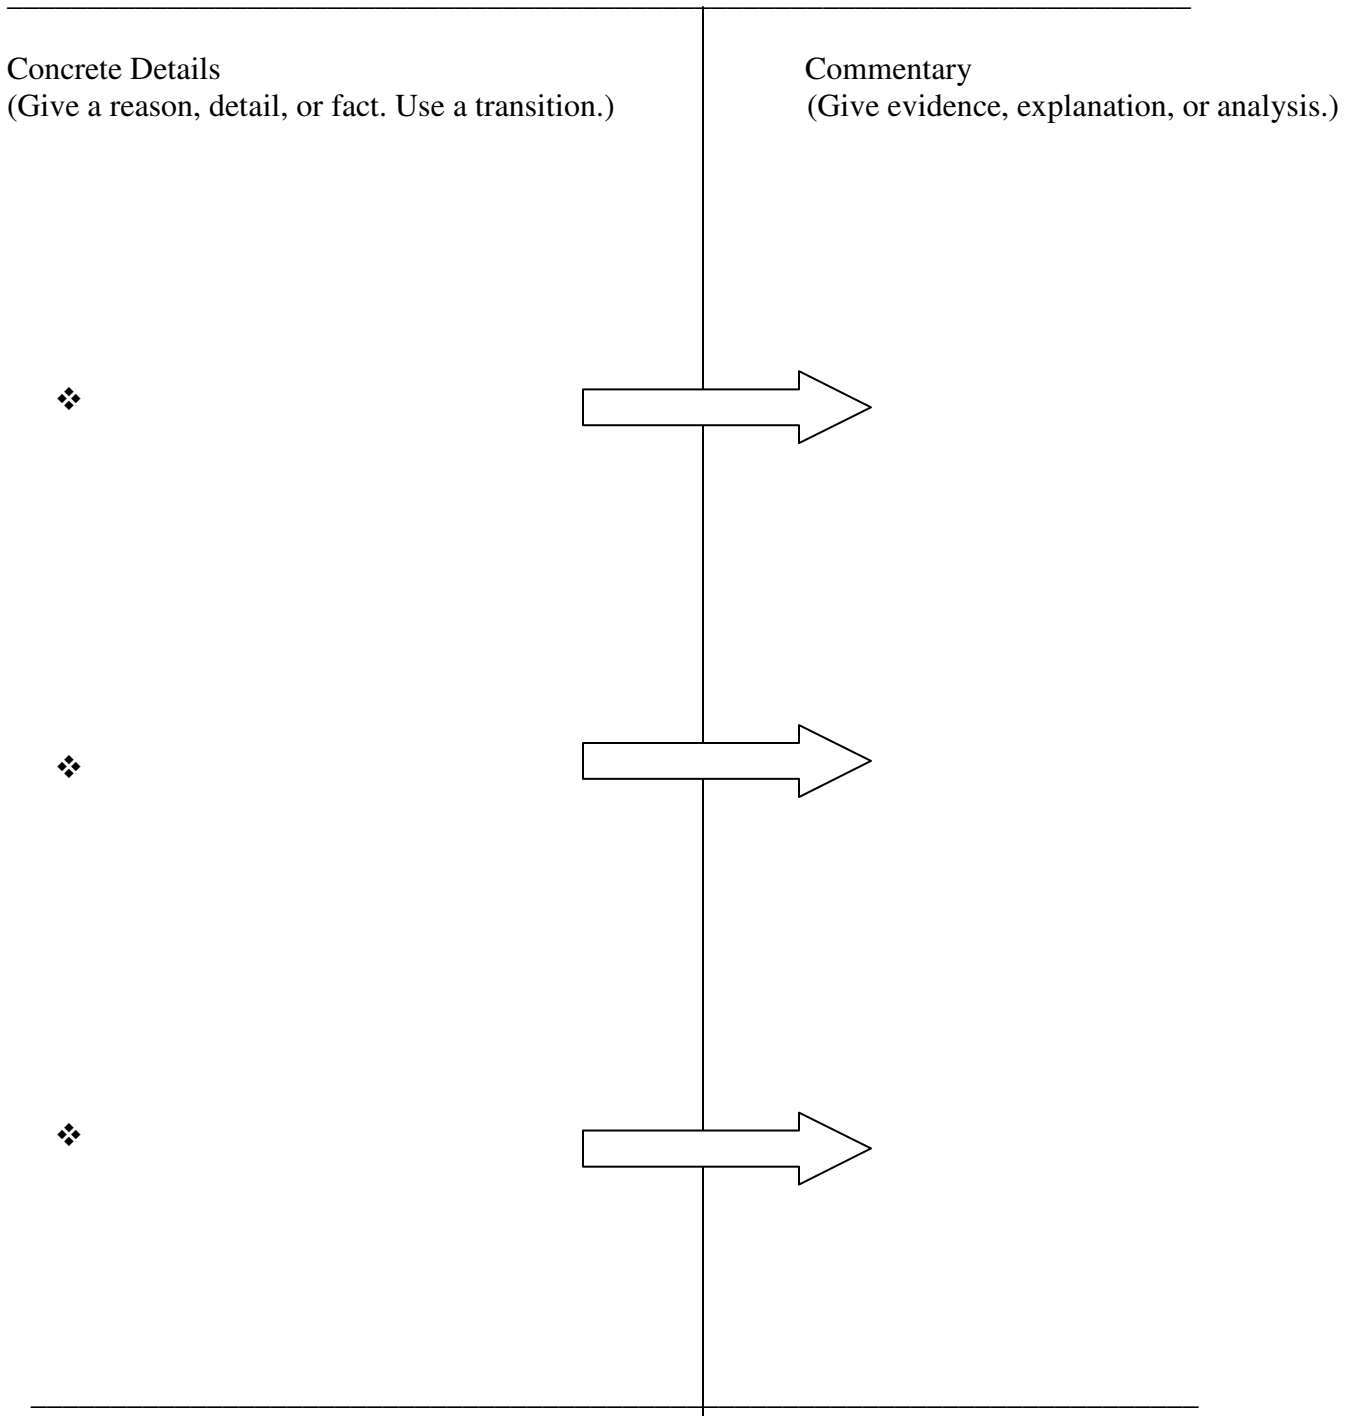 Concrete Details
Commentary
(Give a reason, detail, or fact. Use a transition.)
(Give evidence, explanation, or analysis.)
❖
❖
❖